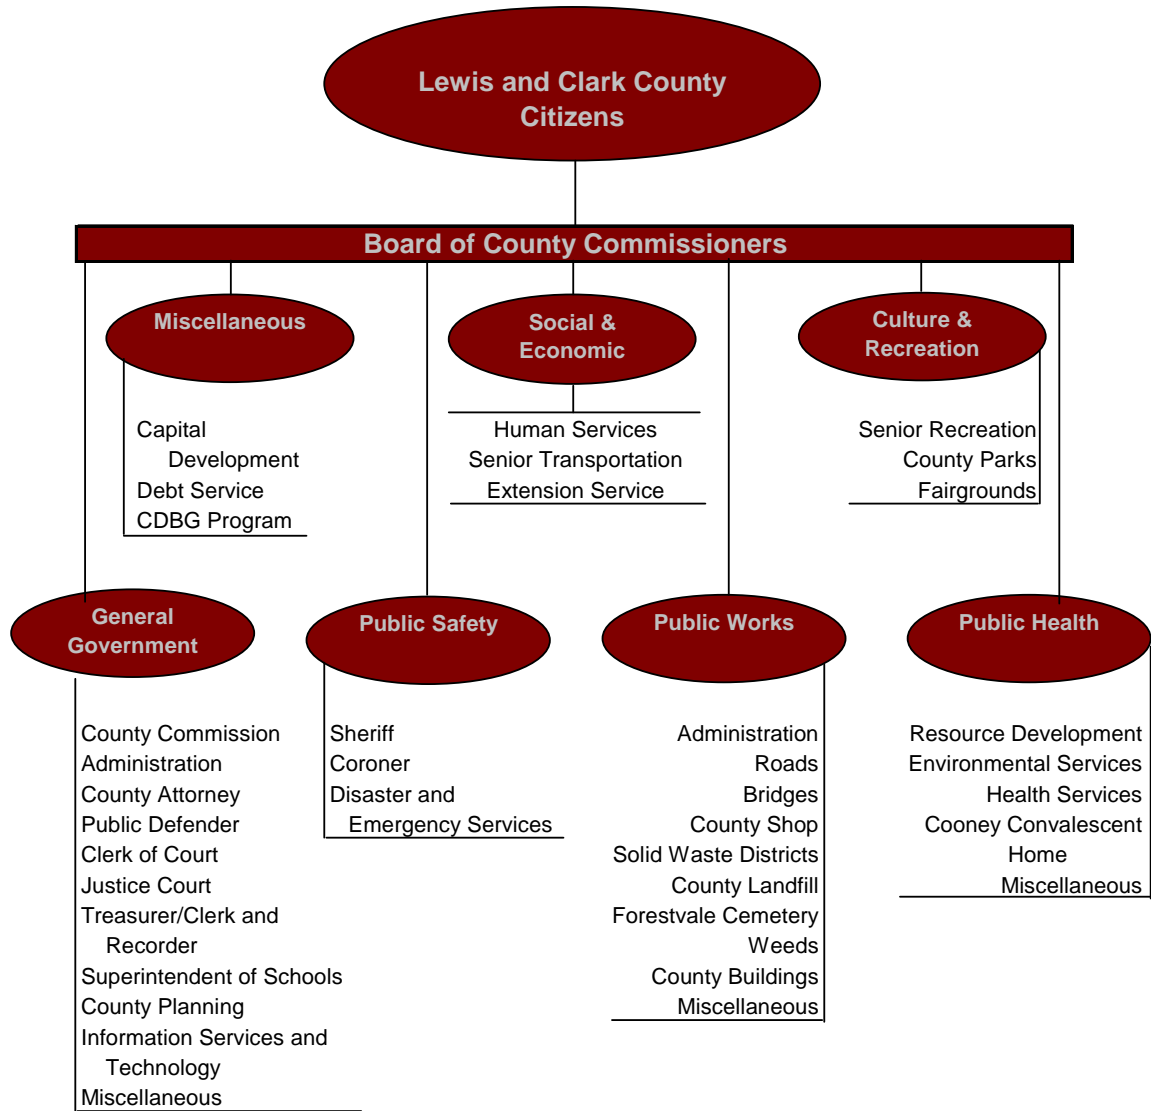 Lewis and Clark County
Citizens
Board of County Commissioners
Miscellaneous
Capital
Development
Debt Service
CDBG Program
Social &
Economic
Human Services
Senior Transportation
Extension Service
Culture &
Recreation
Senior Recreation
County Parks
Fairgrounds
General
Government
County Commission
Administration
County Attorney
Public Defender
Clerk of Court
Justice Court
Treasurer/Clerk and
Recorder
Superintendent of Schools
County Planning
Information Services and
Technology
Miscellaneous
Public Safety
Sheriff
Coroner
Disaster and
Emergency Services
Public Works
Administration
Roads
Bridges
County Shop
Solid Waste Districts
County Landfill
Forestvale Cemetery
Weeds
County Buildings
Miscellaneous
Public Health
Resource Development
Environmental Services
Health Services
Cooney Convalescent
Home
Miscellaneous